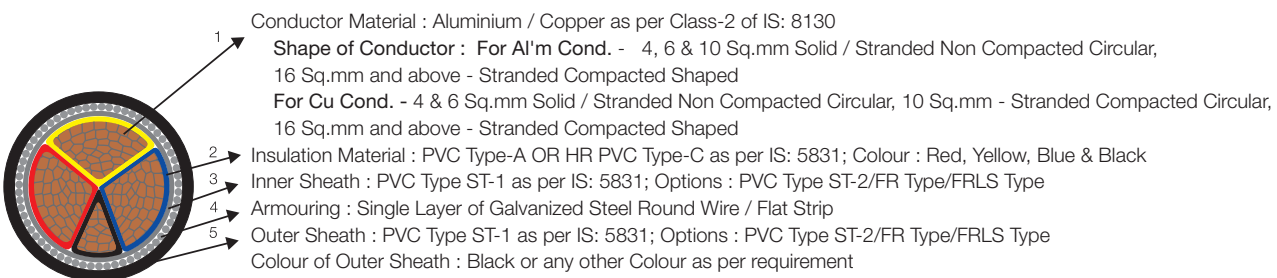 Conductor Material : Aluminium / Copper as per Class-2 of IS: 8130
1
Shape of Conductor : For Al'm Cond. - 4, 6 & 10 Sq.mm Solid / Stranded Non Compacted Circular,
16 Sq.mm and above - Stranded Compacted Shaped
For Cu Cond. - 4 & 6 Sq.mm Solid / Stranded Non Compacted Circular, 10 Sq.mm - Stranded Compacted Circular,
16 Sq.mm and above - Stranded Compacted Shaped
2 Insulation Material : PVC Type-A OR HR PVC Type-C as per IS: 5831; Colour : Red, Yellow, Blue & Black
3 Inner Sheath : PVC Type ST-1 as per IS: 5831; Options : PVC Type ST-2/FR Type/FRLS Type
4 Armouring : Single Layer of Galvanized Steel Round Wire / Flat Strip
5 Outer Sheath : PVC Type ST-1 as per IS: 5831; Options : PVC Type ST-2/FR Type/FRLS Type
Colour of Outer Sheath : Black or any other Colour as per requirement